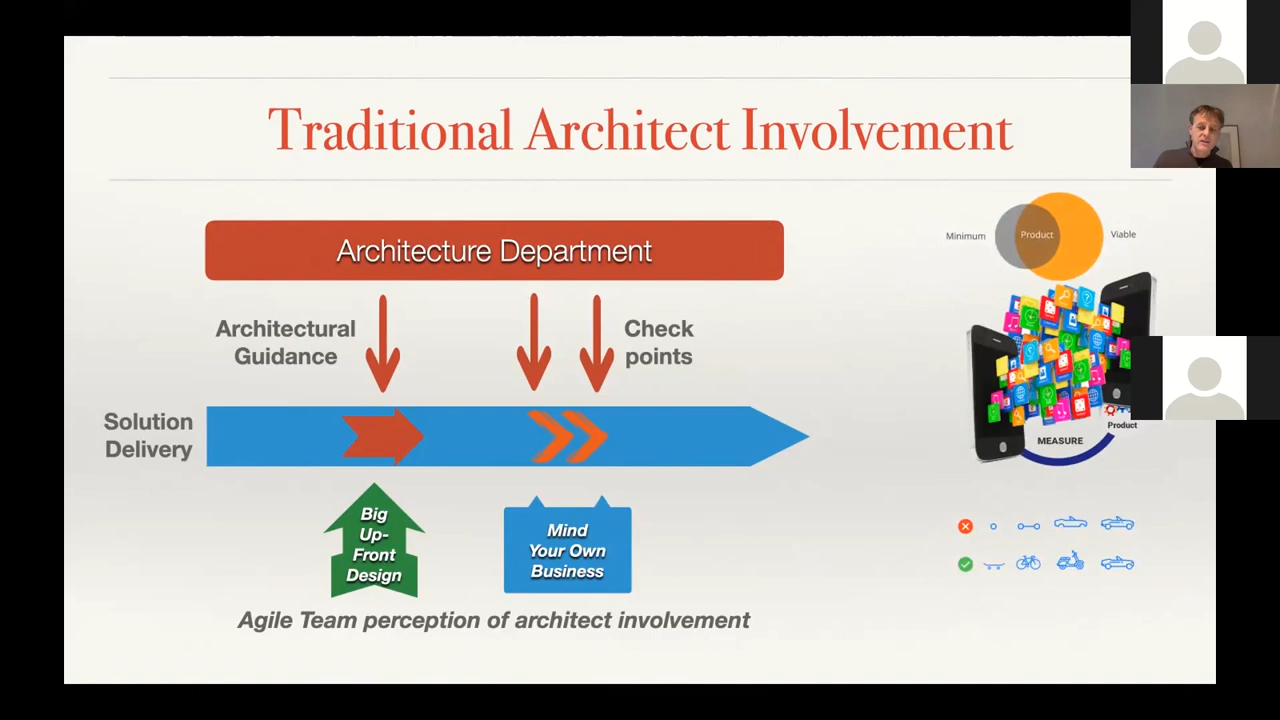 Traditional Architect Involvement
Architecture Department
Architectural
Guidance
Check
points
Solution
Delivery
Big
Up-
Front
Design
Mind
Your Own
Business
Agile Team perception of architect involvement
Minimum
Product
Viable
Product
MEASURE